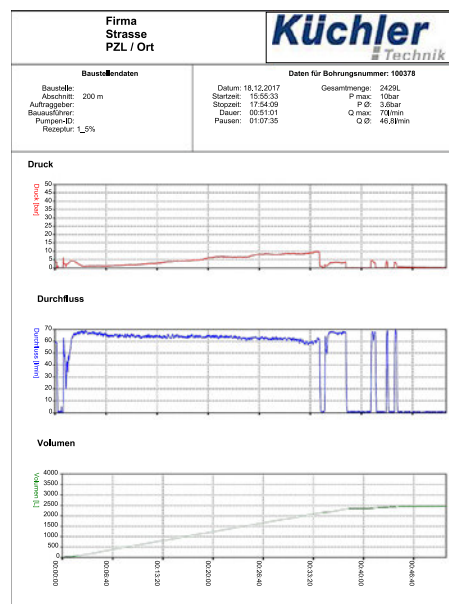 Firma
Strasse
PZL / Ort
Küchler
Technik
Baustellendaten
Baustelle:
Abschnitt: 200 m
Auftraggeber:
Bauausführer:
Pumpen-ID:
Rezeptur: 1_5%
Daten für Bohrungsnummer: 100378
Datum: 18.12.2017 Gesamtmenge: 2429L
Startzeit: 15:55:33 P max: 10bar
Stopzeit: 17:54:09 P Ø: 3,6bar
Dauer: 00:51:01 Q max: 70l/min
Pausen: 01:07:35 Q Ø: 46,8l/min
Druck
Druck [bar]
50
45
40
35
30
25
20
15
10
5
0
Durchfluss
Durchfluss [l/min]
70
60
50
40
30
20
10
0
Volumen
Volumen [L]
4000
3500
3000
2500
2000
1500
1000
500
0
00:00:00
00:06:40
00:13:20
00:20:00
00:26:40
00:33:20
00:40:00
00:46:40